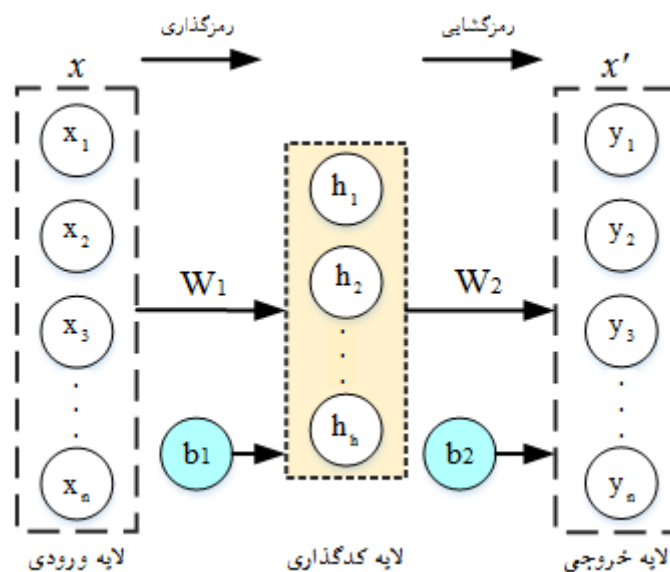 رمزگذاری
رمزگشایی
x
x′
x₁
x₂
x₃
xₙ
W₁
b1
h₁
h₂
hₕ
W₂
b2
y₁
y₂
y₃
yₙ
لایه ورودی
لایه کدگذاری
لایه خروجی